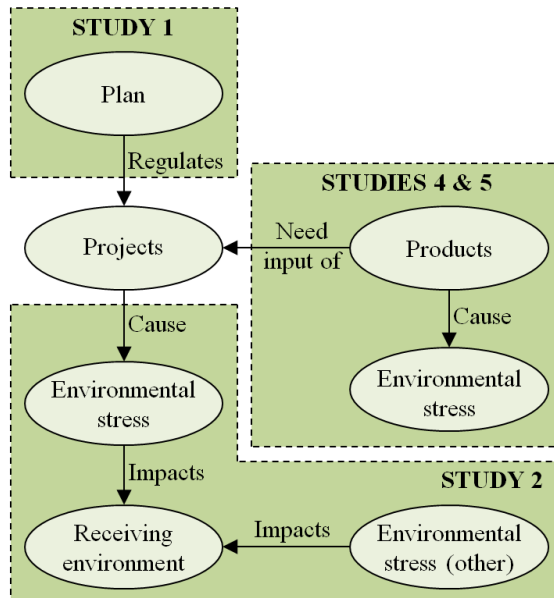 STUDY 1
Plan
Regulates
STUDIES 4 & 5
Projects
Need
input of
Products
Cause
Cause
Environmental
stress
Environmental
stress
Impacts
STUDY 2
Receiving
environment
Impacts
Environmental
stress (other)